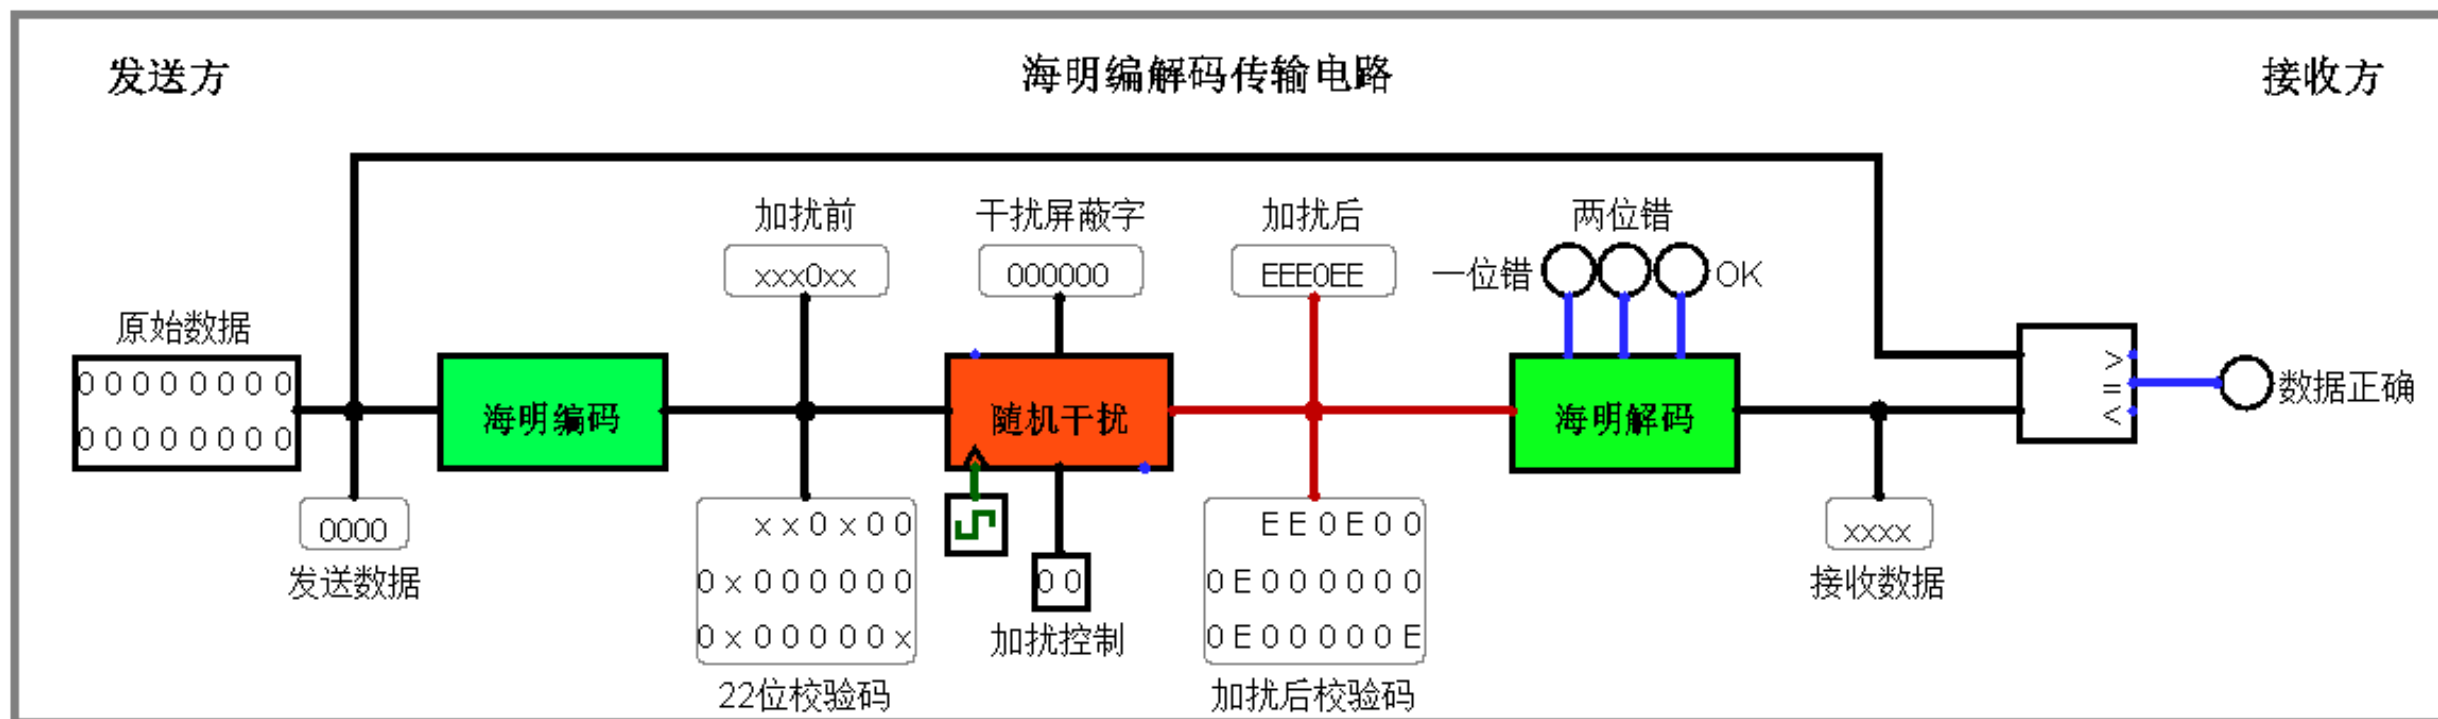 发送方
海明编解码传输电路
接收方
加扰前
干扰屏蔽字
加扰后
两位错
xxx0xx
000000
EEE0EE
一位错
OK
原始数据
0 0 0 0 0 0 0 0
0 0 0 0 0 0 0 0
海明编码
随机干扰
海明解码
> = <
数据正确
0000
发送数据
x x 0 x 0 0
0 x 0 0 0 0 0 0
0 x 0 0 0 0 0 x
22位校验码
0 0
加扰控制
E E 0 E 0 0
0 E 0 0 0 0 0 0
0 E 0 0 0 0 0 E
加扰后校验码
xxxx
接收数据